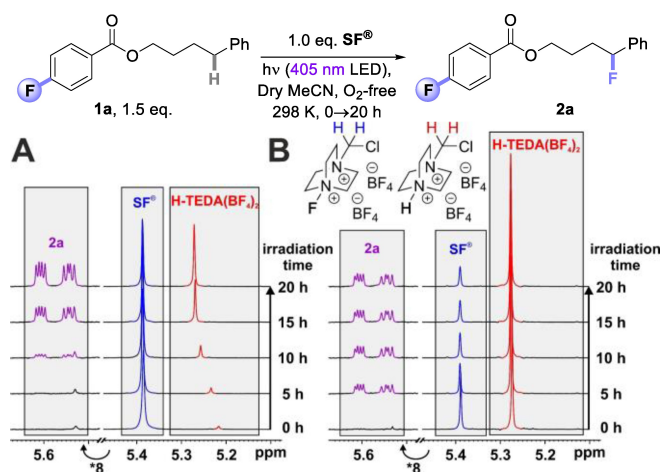 O
O
Ph
H
F
1a, 1.5 eq.
1.0 eq. SF®
hν (405 nm LED),
Dry MeCN, O₂-free
298 K, 0→20 h
O
O
Ph
F
F
2a
A
2a
SF®
H-TEDA(BF₄)₂
irradiation
time
20 h
15 h
10 h
5 h
0 h
5.6 5.4 5.3 5.2 ppm
*8
B
H H
Cl
N
⊕
N
⊕
F
⊖
BF₄
⊖
BF₄
H H
Cl
N
⊕
N
⊕
H
⊖
BF₄
⊖
BF₄
H-TEDA(BF₄)₂
2a
SF®
irradiation
time
20 h
15 h
10 h
5 h
0 h
5.6 5.4 5.3 5.2 ppm
*8